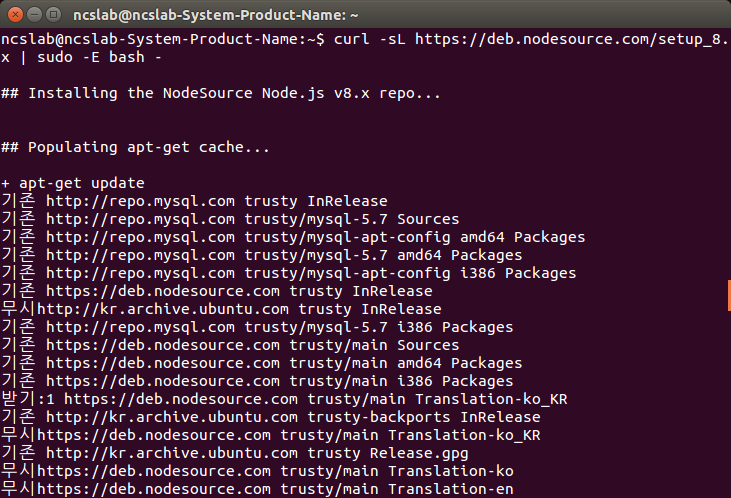 ncslab@ncslab-System-Product-Name: ~
ncslab@ncslab-System-Product-Name:~$ curl -sL https://deb.nodesource.com/setup_8.
x | sudo -E bash -
## Installing the NodeSource Node.js v8.x repo...
## Populating apt-get cache...
+ apt-get update
기존 http://repo.mysql.com trusty InRelease
기존 http://repo.mysql.com trusty/mysql-5.7 Sources
기존 http://repo.mysql.com trusty/mysql-apt-config amd64 Packages
기존 http://repo.mysql.com trusty/mysql-5.7 amd64 Packages
기존 http://repo.mysql.com trusty/mysql-apt-config i386 Packages
기존 https://deb.nodesource.com trusty InRelease
무시http://kr.archive.ubuntu.com trusty InRelease
기존 http://repo.mysql.com trusty/mysql-5.7 i386 Packages
기존 https://deb.nodesource.com trusty/main Sources
기존 https://deb.nodesource.com trusty/main amd64 Packages
기존 https://deb.nodesource.com trusty/main i386 Packages
받기:1 https://deb.nodesource.com trusty/main Translation-ko_KR
기존 http://kr.archive.ubuntu.com trusty-backports InRelease
무시https://deb.nodesource.com trusty/main Translation-ko_KR
기존 http://kr.archive.ubuntu.com trusty Release.gpg
무시https://deb.nodesource.com trusty/main Translation-ko
무시https://deb.nodesource.com trusty/main Translation-en